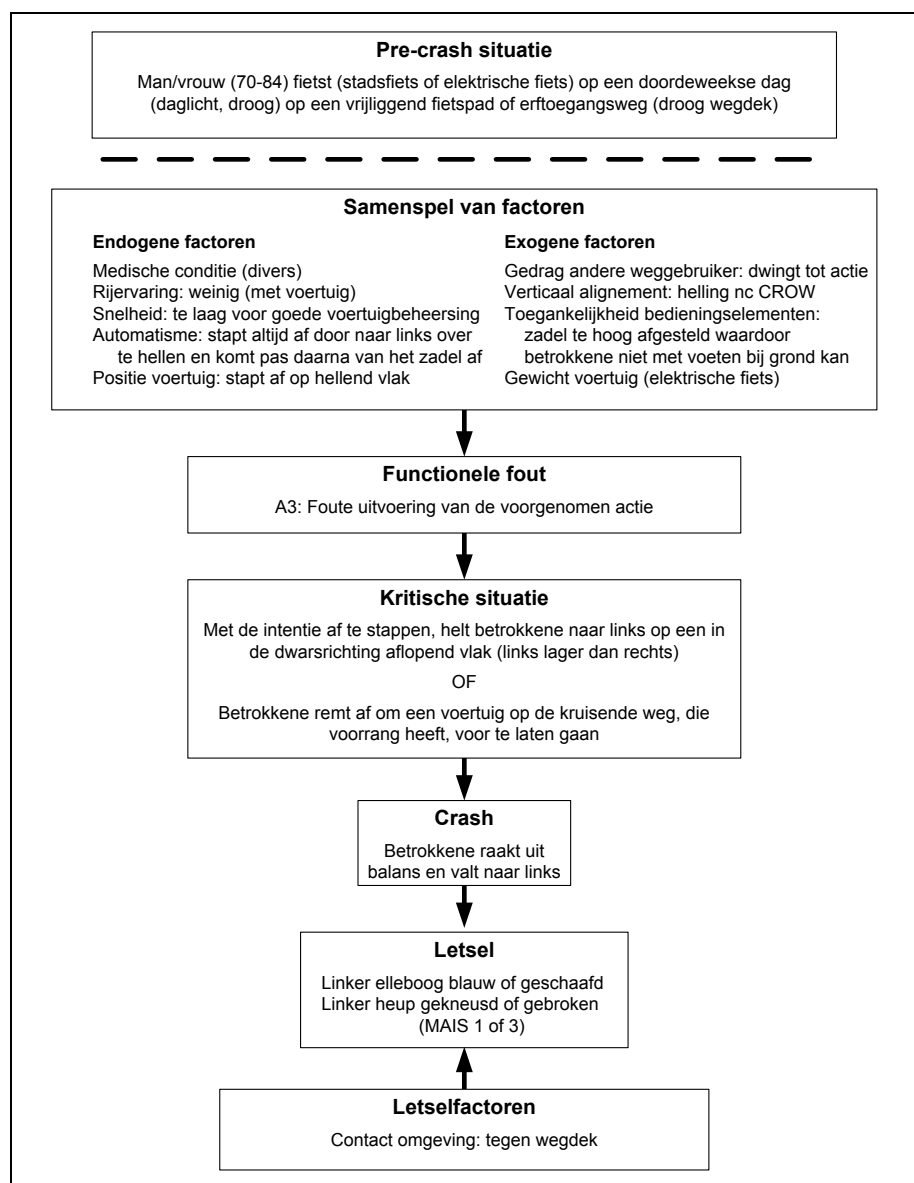 Pre-crash situatie
Man/vrouw (70-84) fietst (stadsfiets of elektrische fiets) op een doordeweekse dag
(daglicht, droog) op een vrijliggend fietspad of erftoegangsweg (droog wegdek)
Samenspel van factoren
Endogene factoren
Medische conditie (divers)
Rijervaring: weinig (met voertuig)
Snelheid: te laag voor goede voertuigbeheersing
Automatisme: stapt altijd af door naar links over
te hellen en komt pas daarna van het zadel af
Positie voertuig: stapt af op hellend vlak
Exogene factoren
Gedrag andere weggebruiker: dwingt tot actie
Verticaal alignement: helling nc CROW
Toegankelijkheid bedieningselementen:
zadel te hoog afgesteld waardoor
betrokkene niet met voeten bij grond kan
Gewicht voertuig (elektrische fiets)
Functionele fout
A3: Foute uitvoering van de voorgenomen actie
Kritische situatie
Met de intentie af te stappen, helt betrokkene naar links op een in
de dwarsrichting aflopend vlak (links lager dan rechts)
OF
Betrokkene remt af om een voertuig op de kruisende weg, die
voorrang heeft, voor te laten gaan
Crash
Betrokkene raakt uit
balans en valt naar links
Letsel
Linker elleboog blauw of geschaafd
Linker heup gekneusd of gebroken
(MAIS 1 of 3)
Letselfactoren
Contact omgeving: tegen wegdek